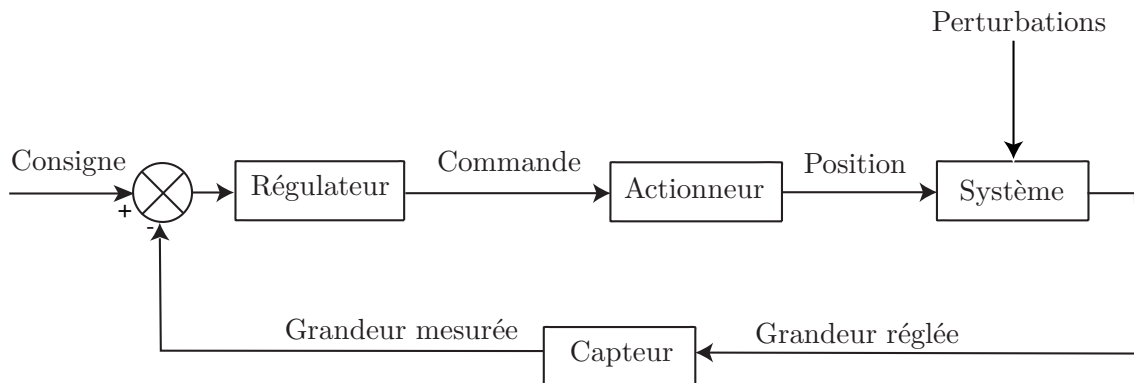 Perturbations
Consigne
+
-
Régulateur
Commande
Actionneur
Position
Système
Grandeur mesurée
Capteur
Grandeur réglée